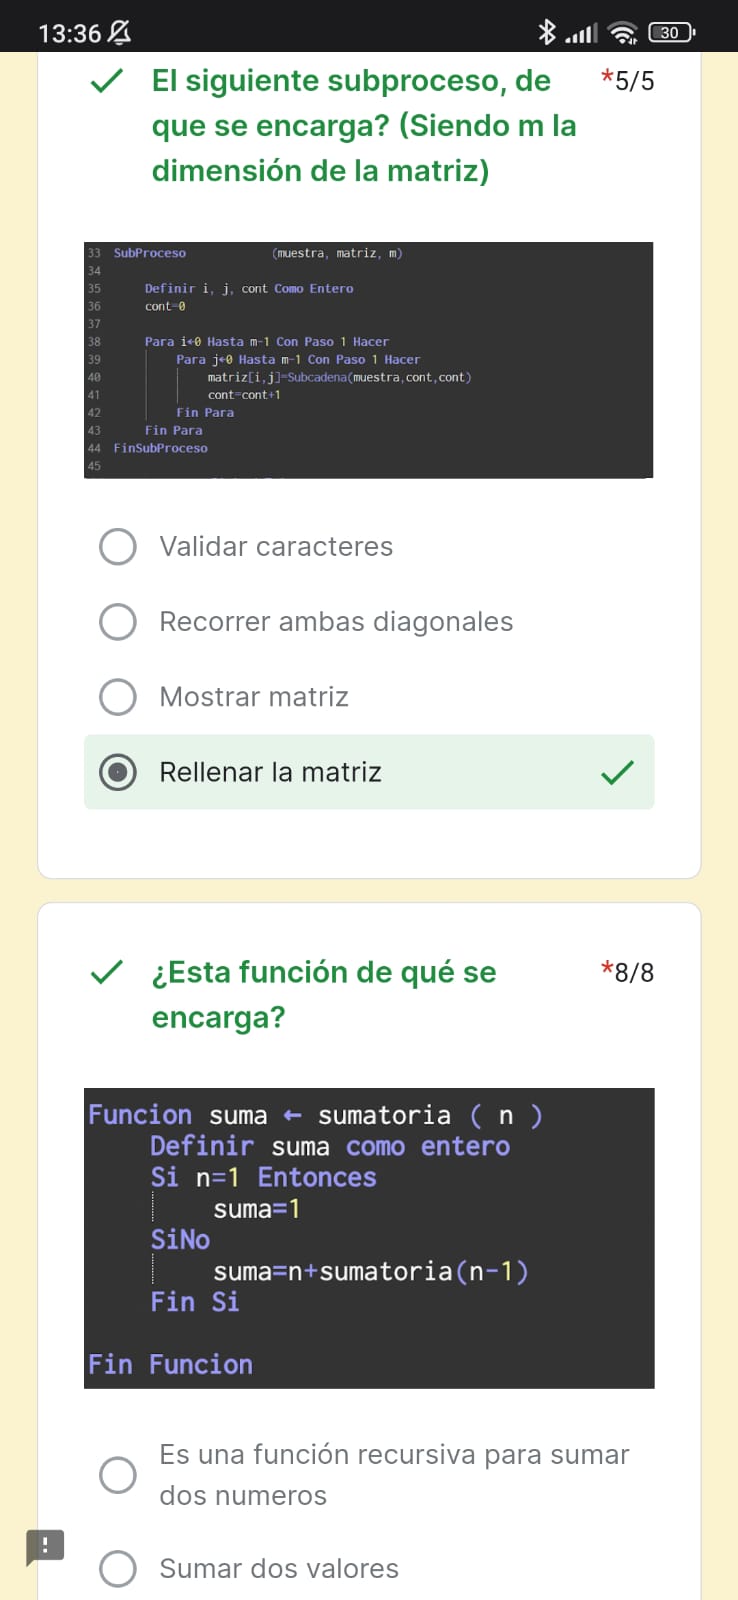 13:36
30
El siguiente subproceso, de *5/5
que se encarga? (Siendo m la
dimensión de la matriz)
33 SubProceso (muestra, matriz, m)
34
35 Definir i, j, cont Como Entero
36 cont=0
37
38 Para i←0 Hasta m-1 Con Paso 1 Hacer
39 Para j←0 Hasta m-1 Con Paso 1 Hacer
40 matriz[i,j]=Subcadena(muestra,cont,cont)
41 cont=cont+1
42 Fin Para
43 Fin Para
44 FinSubProceso
45
Validar caracteres
Recorrer ambas diagonales
Mostrar matriz
Rellenar la matriz
¿Esta función de qué se *8/8
encarga?
Funcion suma ← sumatoria ( n )
Definir suma como entero
Si n=1 Entonces
suma=1
SiNo
suma=n+sumatoria(n-1)
Fin Si
Fin Funcion
Es una función recursiva para sumar
dos numeros
!
Sumar dos valores